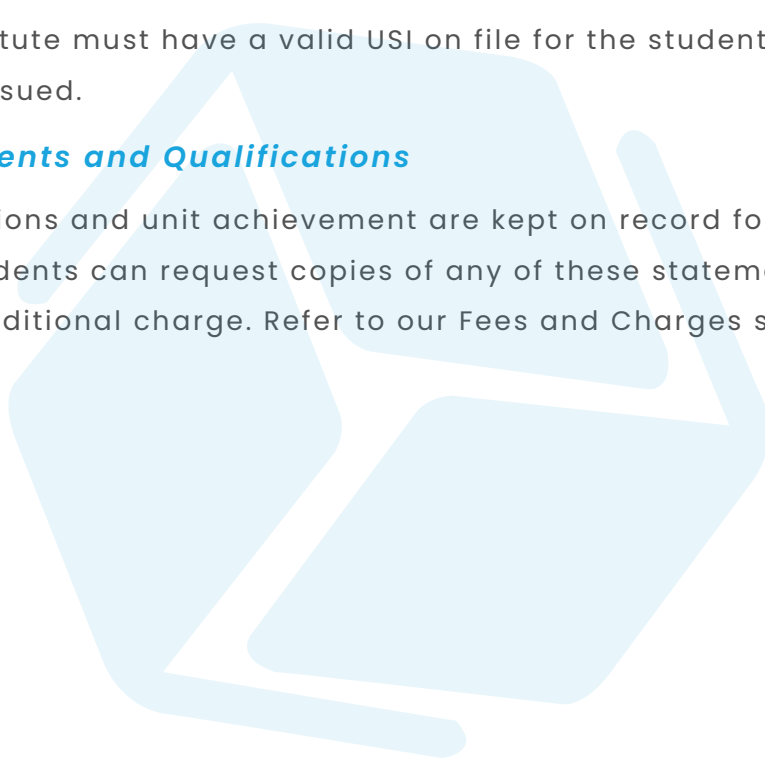 tute must have a valid USI on file for the student
sued.
ents and Qualifications
ions and unit achievement are kept on record fo
dents can request copies of any of these statem
ditional charge. Refer to our Fees and Charges s